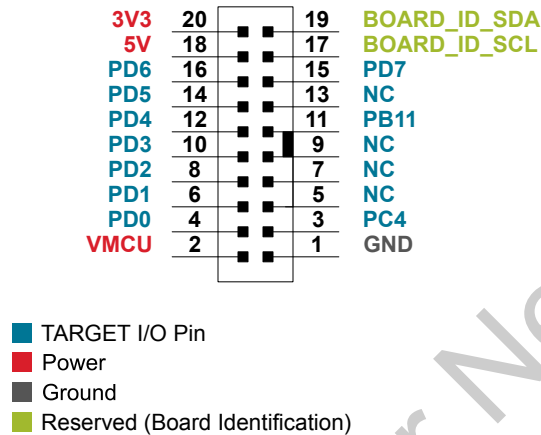 3V3 20 19 BOARD_ID_SDA
5V 18 17 BOARD_ID_SCL
PD6 16 15 PD7
PD5 14 13 NC
PD4 12 11 PB11
PD3 10 9 NC
PD2 8 7 NC
PD1 6 5 NC
PD0 4 3 PC4
VMCU 2 1 GND
TARGET I/O Pin
Power
Ground
Reserved (Board Identification)